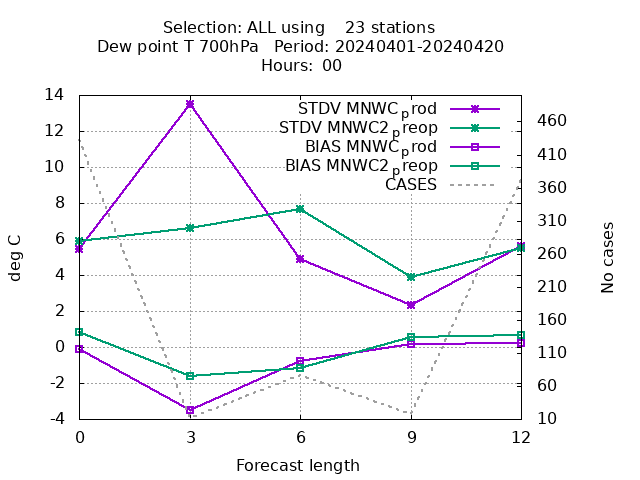 Selection: ALL using    23 stations
Dew point T 700hPa   Period: 20240401-20240420
Hours: 00
STDV MNWC_prod
STDV MNWC2_preop
BIAS MNWC_prod
BIAS MNWC2_preop
CASES
14
12
10
8
6
4
2
0
-2
-4
deg C
460
410
360
310
260
210
160
110
60
10
No cases
0 3 6 9 12
Forecast length